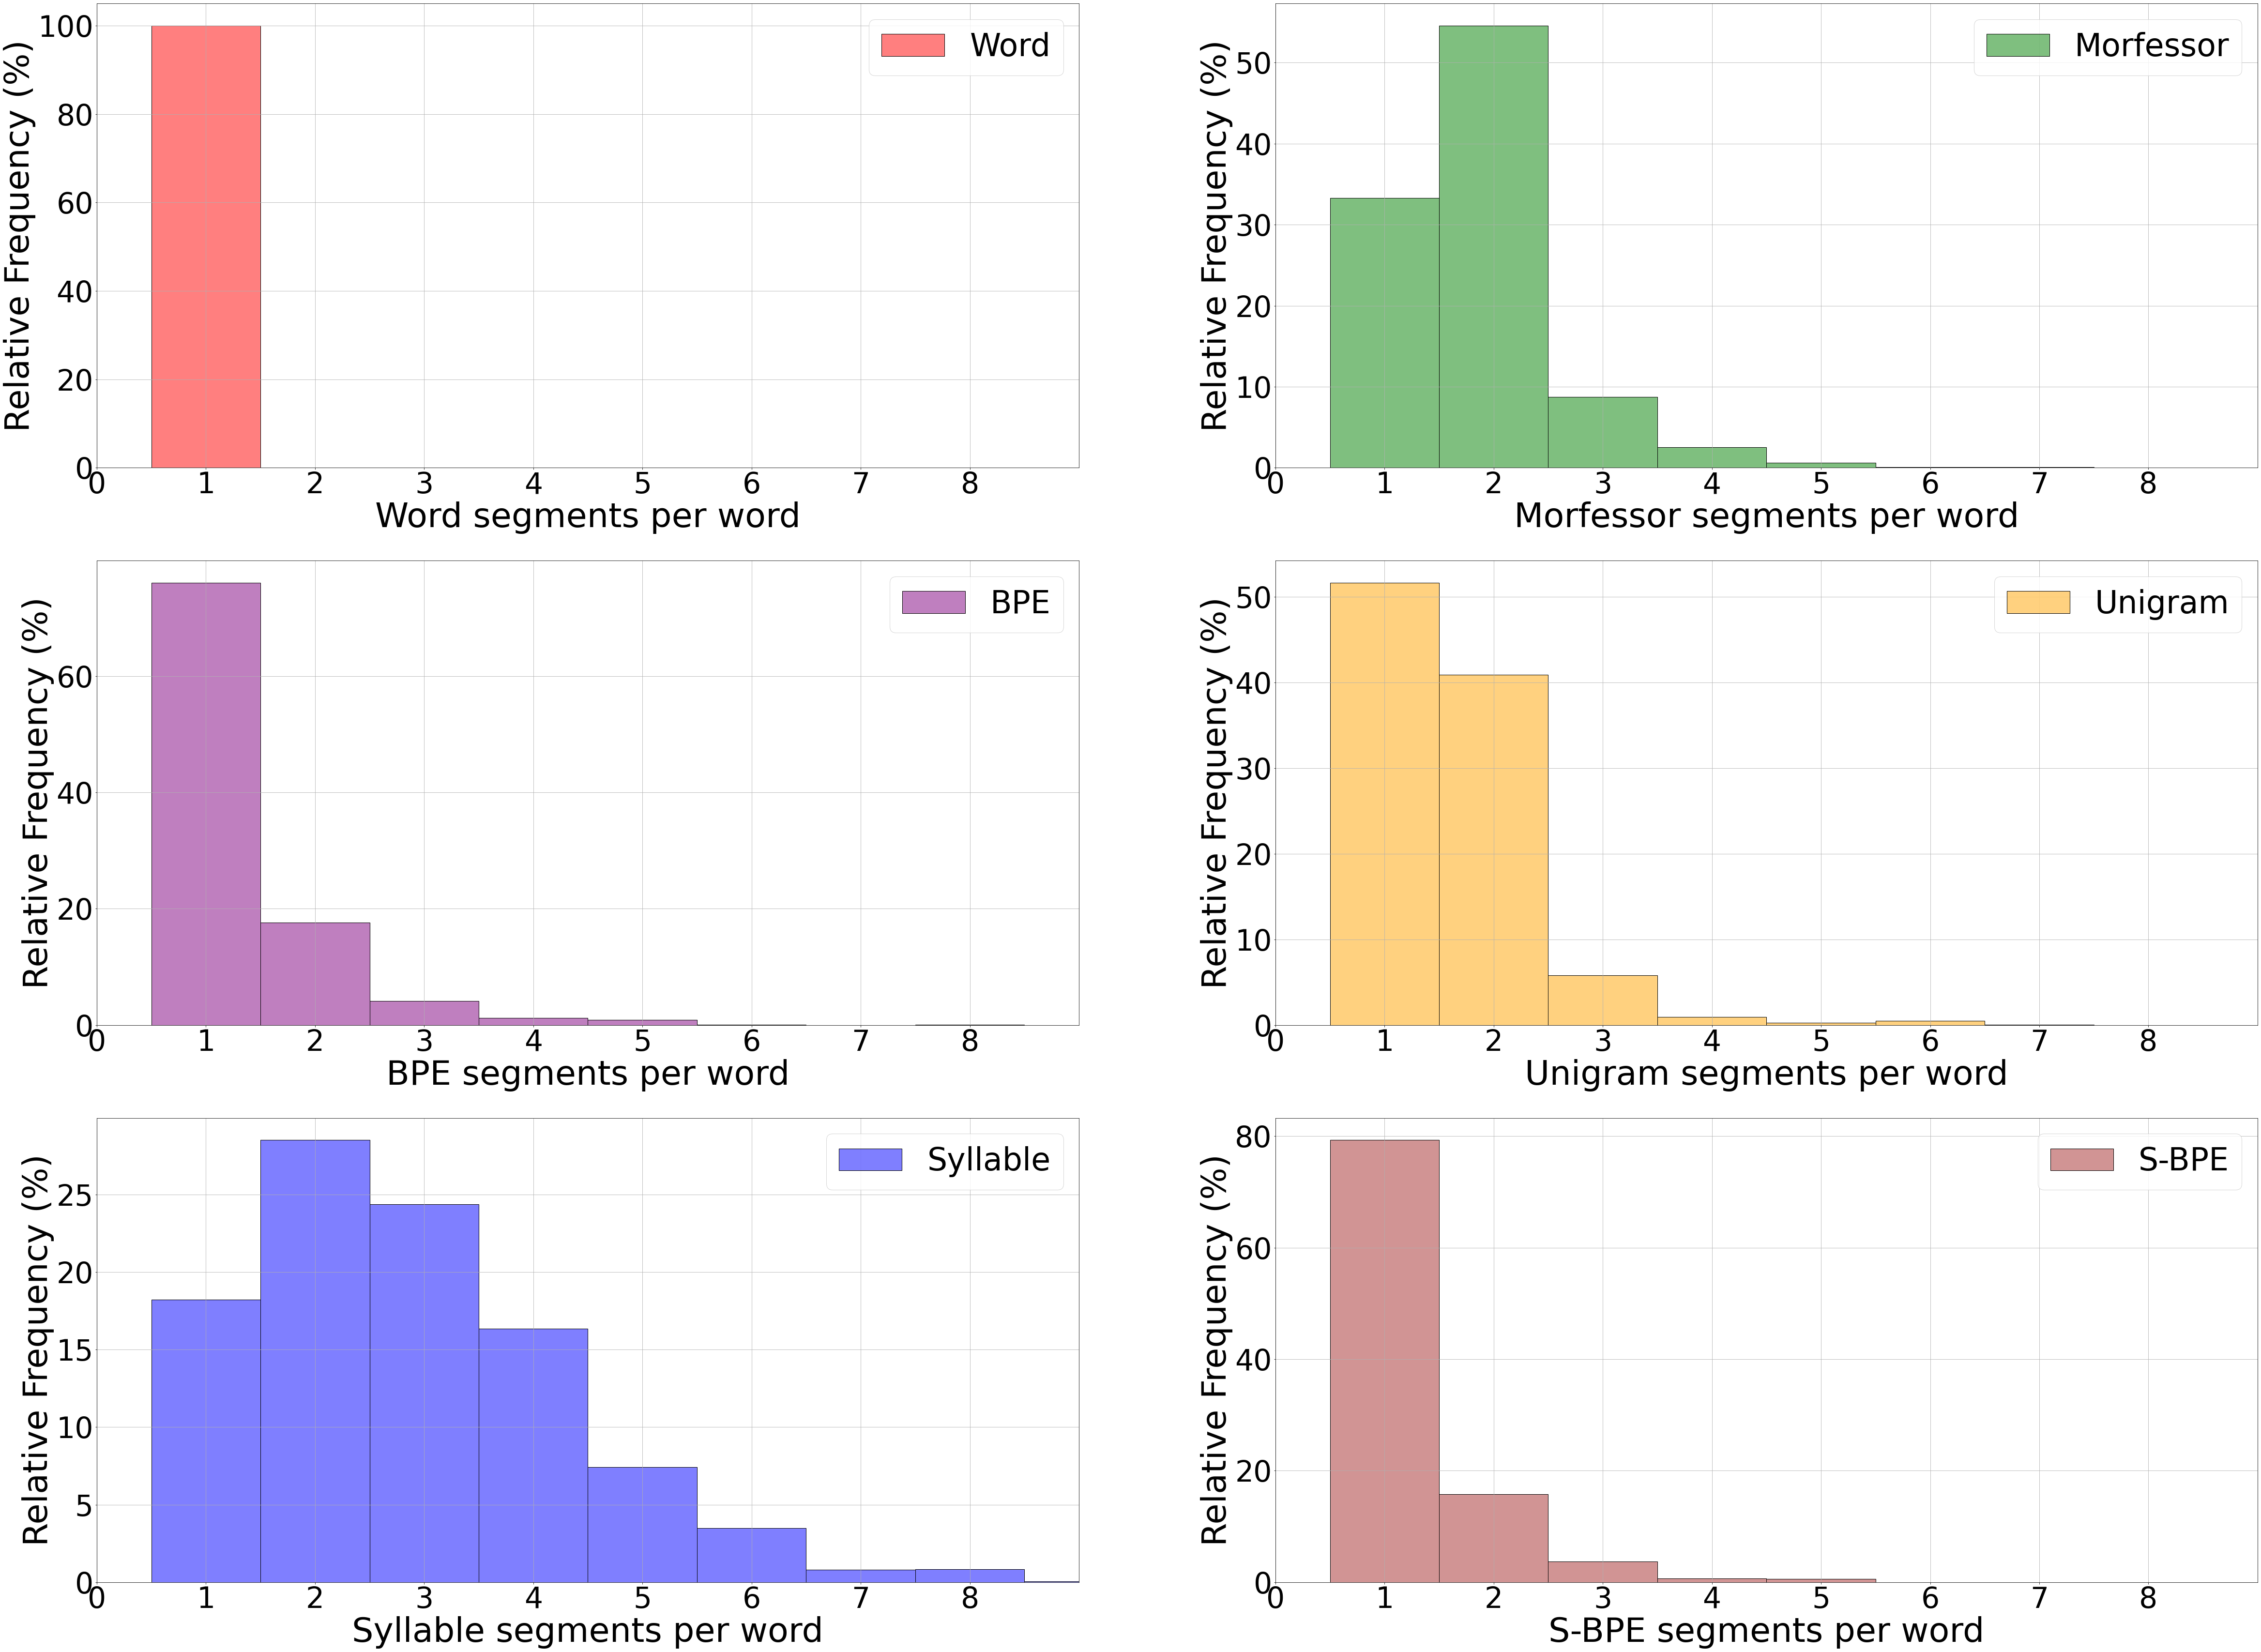 Relative Frequency (%)
100
80
60
40
20
0
Word
0 1 2 3 4 5 6 7 8
Word segments per word
Relative Frequency (%)
50
40
30
20
10
0
Morfessor
0 1 2 3 4 5 6 7 8
Morfessor segments per word
Relative Frequency (%)
60
40
20
0
BPE
0 1 2 3 4 5 6 7 8
BPE segments per word
Relative Frequency (%)
50
40
30
20
10
0
Unigram
0 1 2 3 4 5 6 7 8
Unigram segments per word
Relative Frequency (%)
25
20
15
10
5
0
Syllable
0 1 2 3 4 5 6 7 8
Syllable segments per word
Relative Frequency (%)
80
60
40
20
0
S-BPE
0 1 2 3 4 5 6 7 8
S-BPE segments per word